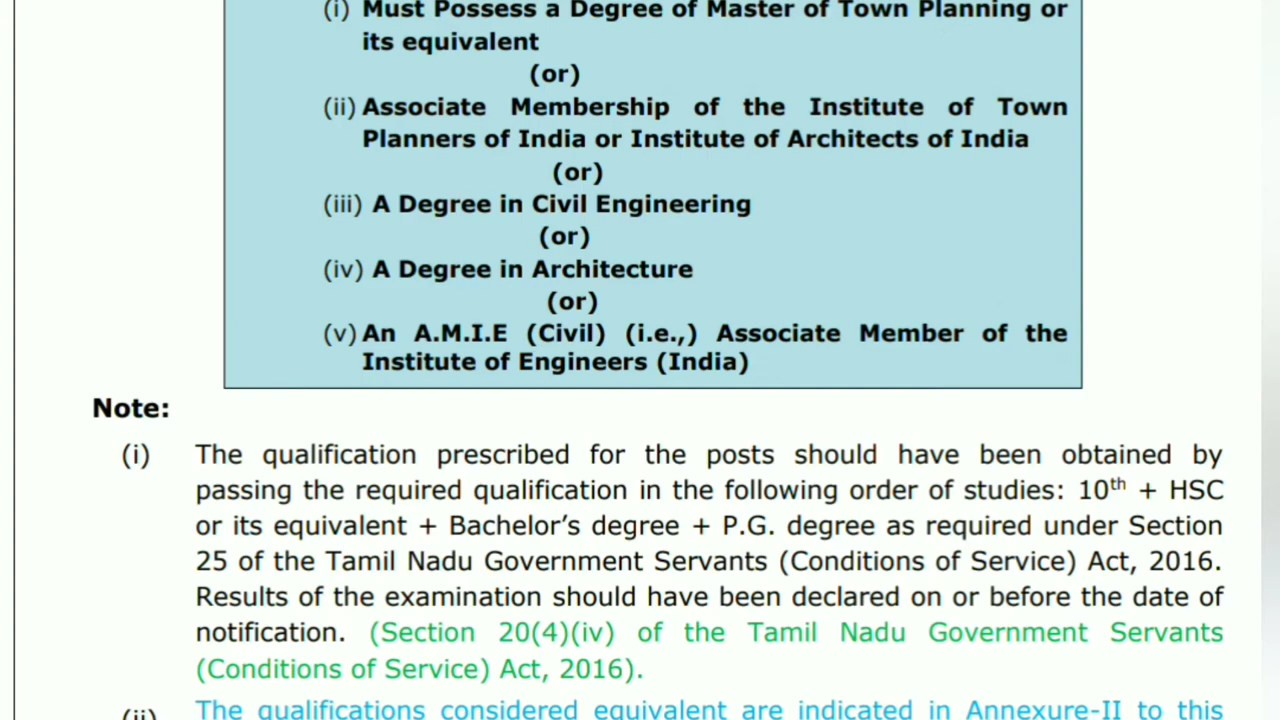 (i) Must Possess a Degree of Master of Town Planning or
its equivalent
(or)
(ii) Associate Membership of the Institute of Town
Planners of India or Institute of Architects of India
(or)
(iii) A Degree in Civil Engineering
(or)
(iv) A Degree in Architecture
(or)
(v) An A.M.I.E (Civil) (i.e.,) Associate Member of the
Institute of Engineers (India)
Note:
(i) The qualification prescribed for the posts should have been obtained by
passing the required qualification in the following order of studies: 10th + HSC
or its equivalent + Bachelor’s degree + P.G. degree as required under Section
25 of the Tamil Nadu Government Servants (Conditions of Service) Act, 2016.
Results of the examination should have been declared on or before the date of
notification. (Section 20(4)(iv) of the Tamil Nadu Government Servants
(Conditions of Service) Act, 2016).
(ii) The qualifications considered equivalent are indicated in Annexure-II to this